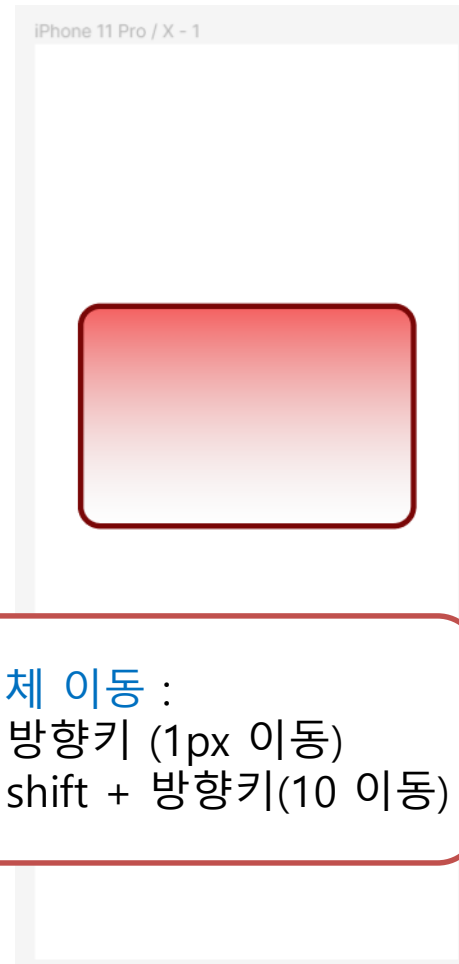 iPhone 11 Pro / X - 1
체 이동 :
방향키 (1px 이동)
shift + 방향키(10 이동)